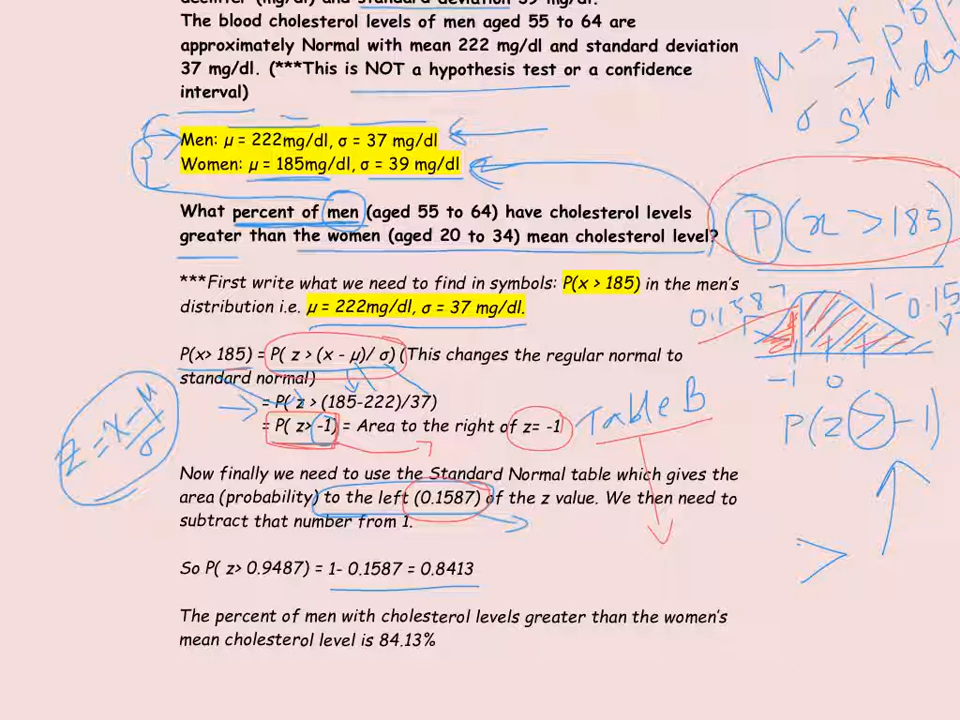 The blood cholesterol levels of men aged 55 to 64 are
approximately Normal with mean 222 mg/dl and standard deviation
37 mg/dl. (***This is NOT a hypothesis test or a confidence
interval)
μ →
σ →
Std.
Men: μ = 222mg/dl, σ = 37 mg/dl
Women: μ = 185mg/dl, σ = 39 mg/dl
What percent of men (aged 55 to 64) have cholesterol levels
greater than the women (aged 20 to 34) mean cholesterol level?
P(x > 185)
***First write what we need to find in symbols: P(x > 185) in the men's
distribution i.e. μ = 222mg/dl, σ = 37 mg/dl.
0.1587
1-0.15
-1 0
P(x> 185) = P( z > (x - μ)/ σ) (This changes the regular normal to
standard normal)
= P( z > (185-222)/37)
= P( z> -1) = Area to the right of z= -1
Table B
P(z > -1)
z = x-μ
σ
Now finally we need to use the Standard Normal table which gives the
area (probability) to the left (0.1587) of the z value. We then need to
subtract that number from 1.
>
So P( z> 0.9487) = 1- 0.1587 = 0.8413
The percent of men with cholesterol levels greater than the women's
mean cholesterol level is 84.13%